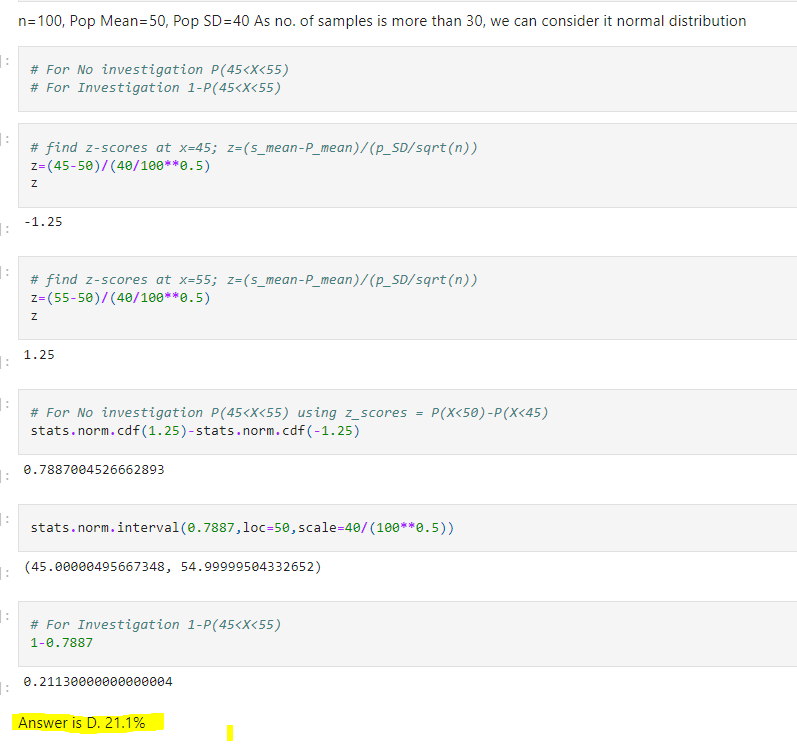 n=100, Pop Mean=50, Pop SD=40 As no. of samples is more than 30, we can consider it normal distribution
]:
# For No investigation P(45<X<55)
# For Investigation 1-P(45<X<55)
]:
# find z-scores at x=45; z=(s_mean-P_mean)/(p_SD/sqrt(n))
z=(45-50)/(40/100**0.5)
z
]:
-1.25
]:
# find z-scores at x=55; z=(s_mean-P_mean)/(p_SD/sqrt(n))
z=(55-50)/(40/100**0.5)
z
]:
1.25
]:
# For No investigation P(45<X<55) using z_scores = P(X<50)-P(X<45)
stats.norm.cdf(1.25)-stats.norm.cdf(-1.25)
]:
0.7887004526662893
]:
stats.norm.interval(0.7887,loc=50,scale=40/(100**0.5))
]:
(45.00000495667348, 54.99999504332652)
]:
# For Investigation 1-P(45<X<55)
1-0.7887
]:
0.21130000000000004
Answer is D. 21.1%